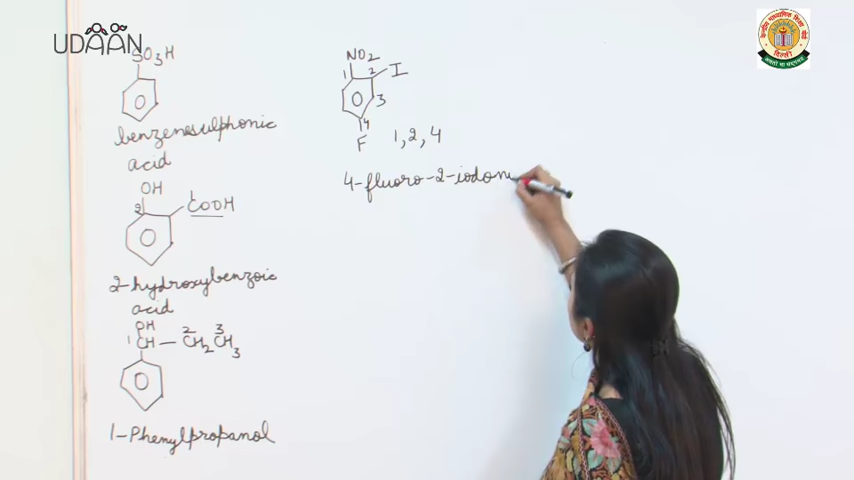 UDAAN
SO3H
benzenesulphonic
acid
OH
2
COOH
1
2-hydroxybenzoic
acid
OH
1 CH — CH2 CH3
2 3
1-Phenylpropanol
NO2
1 2 I
3
4
F
1, 2, 4
4-fluoro-2-iodon